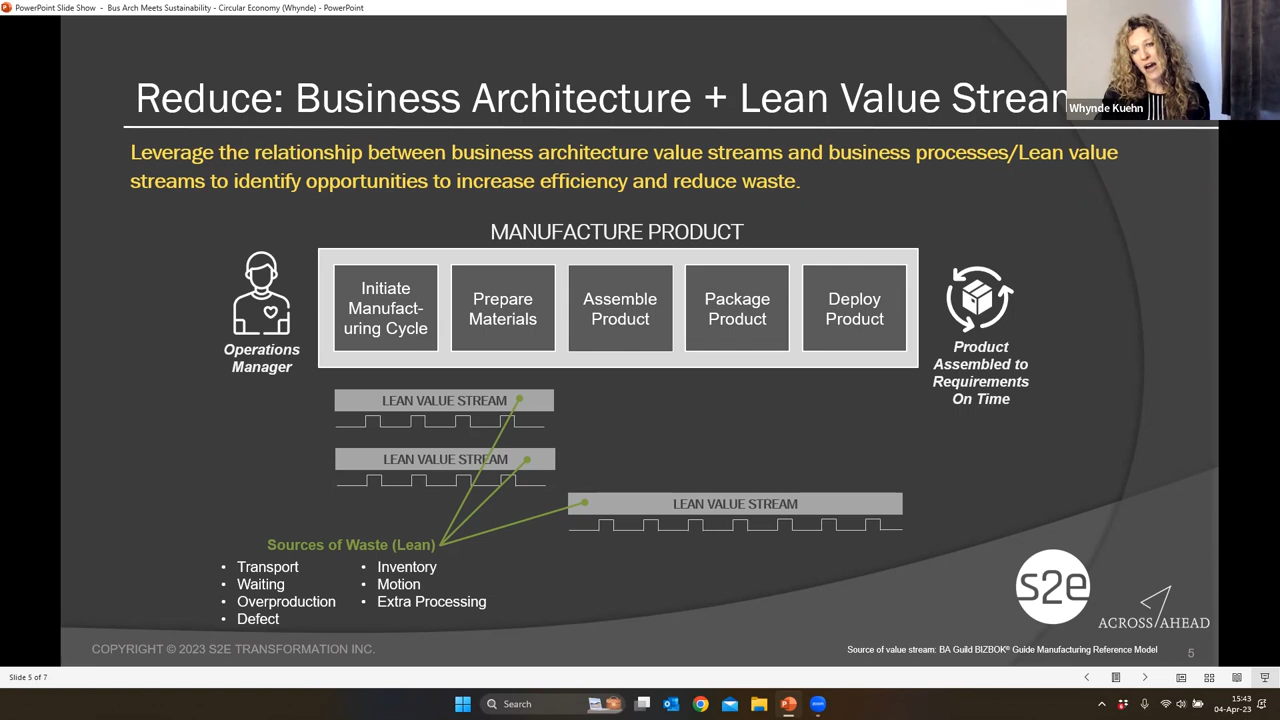 PowerPoint Slide Show - Bus Arch Meets Sustainability - Circular Economy (Whynde) - PowerPoint
Reduce: Business Architecture + Lean Value Stream
Whynde Kuehn
Leverage the relationship between business architecture value streams and business processes/Lean value
streams to identify opportunities to increase efficiency and reduce waste.
MANUFACTURE PRODUCT
Initiate
Manufact-
uring Cycle
Prepare
Materials
Assemble
Product
Package
Product
Deploy
Product
Operations
Manager
Product
Assembled to
Requirements
On Time
LEAN VALUE STREAM
LEAN VALUE STREAM
LEAN VALUE STREAM
Sources of Waste (Lean)
• Transport
• Waiting
• Overproduction
• Defect
• Inventory
• Motion
• Extra Processing
s2e
ACROSS/AHEAD
COPYRIGHT © 2023 S2E TRANSFORMATION INC.
Source of value stream: BA Guild BIZBOK® Guide Manufacturing Reference Model
5
Slide 5 of 7
Search
15:43
04-Apr-23